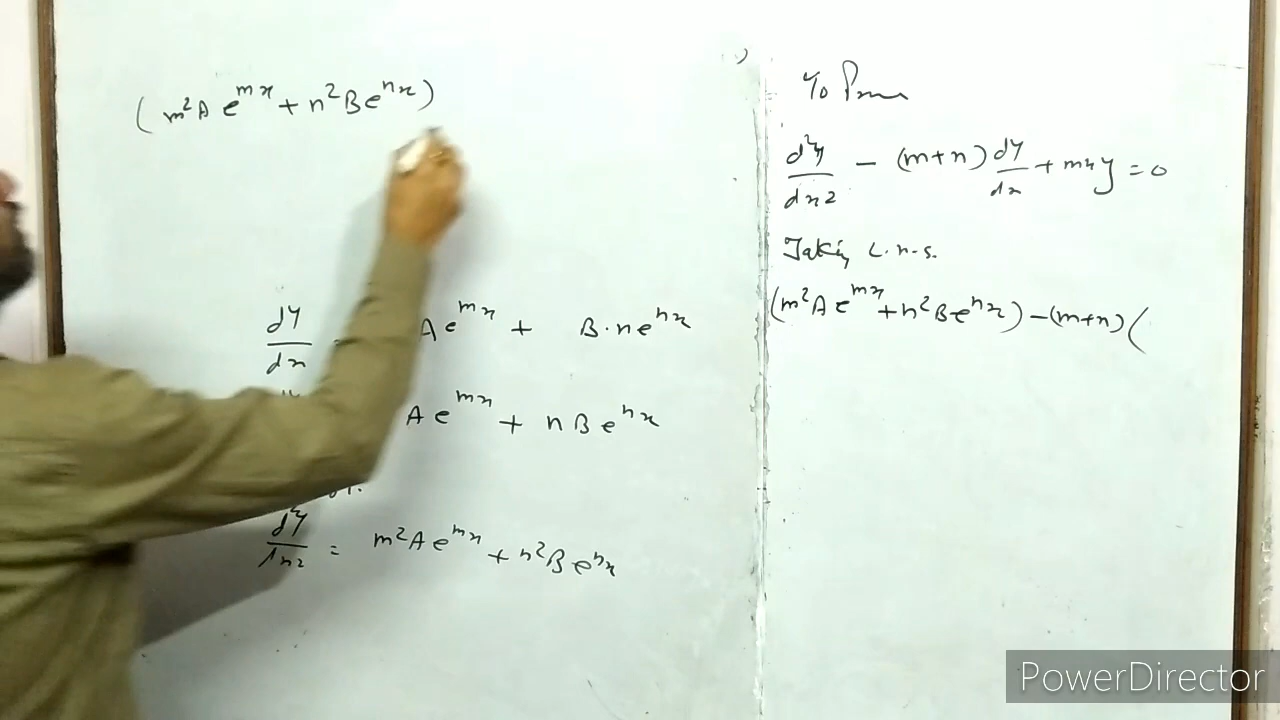 (m²A e^mx + n²B e^nx)
dy/dx A e^mx + B·n e^nx
A e^mx + n B e^nx
d²y/dx2 = m²A e^mx + n²B e^nx
To Prove
d²y/dx2 - (m+n) dy/dx + mny = 0
Taking L.H.S.
(m²A e^mx + n²B e^nx) - (m+n) (
PowerDirector